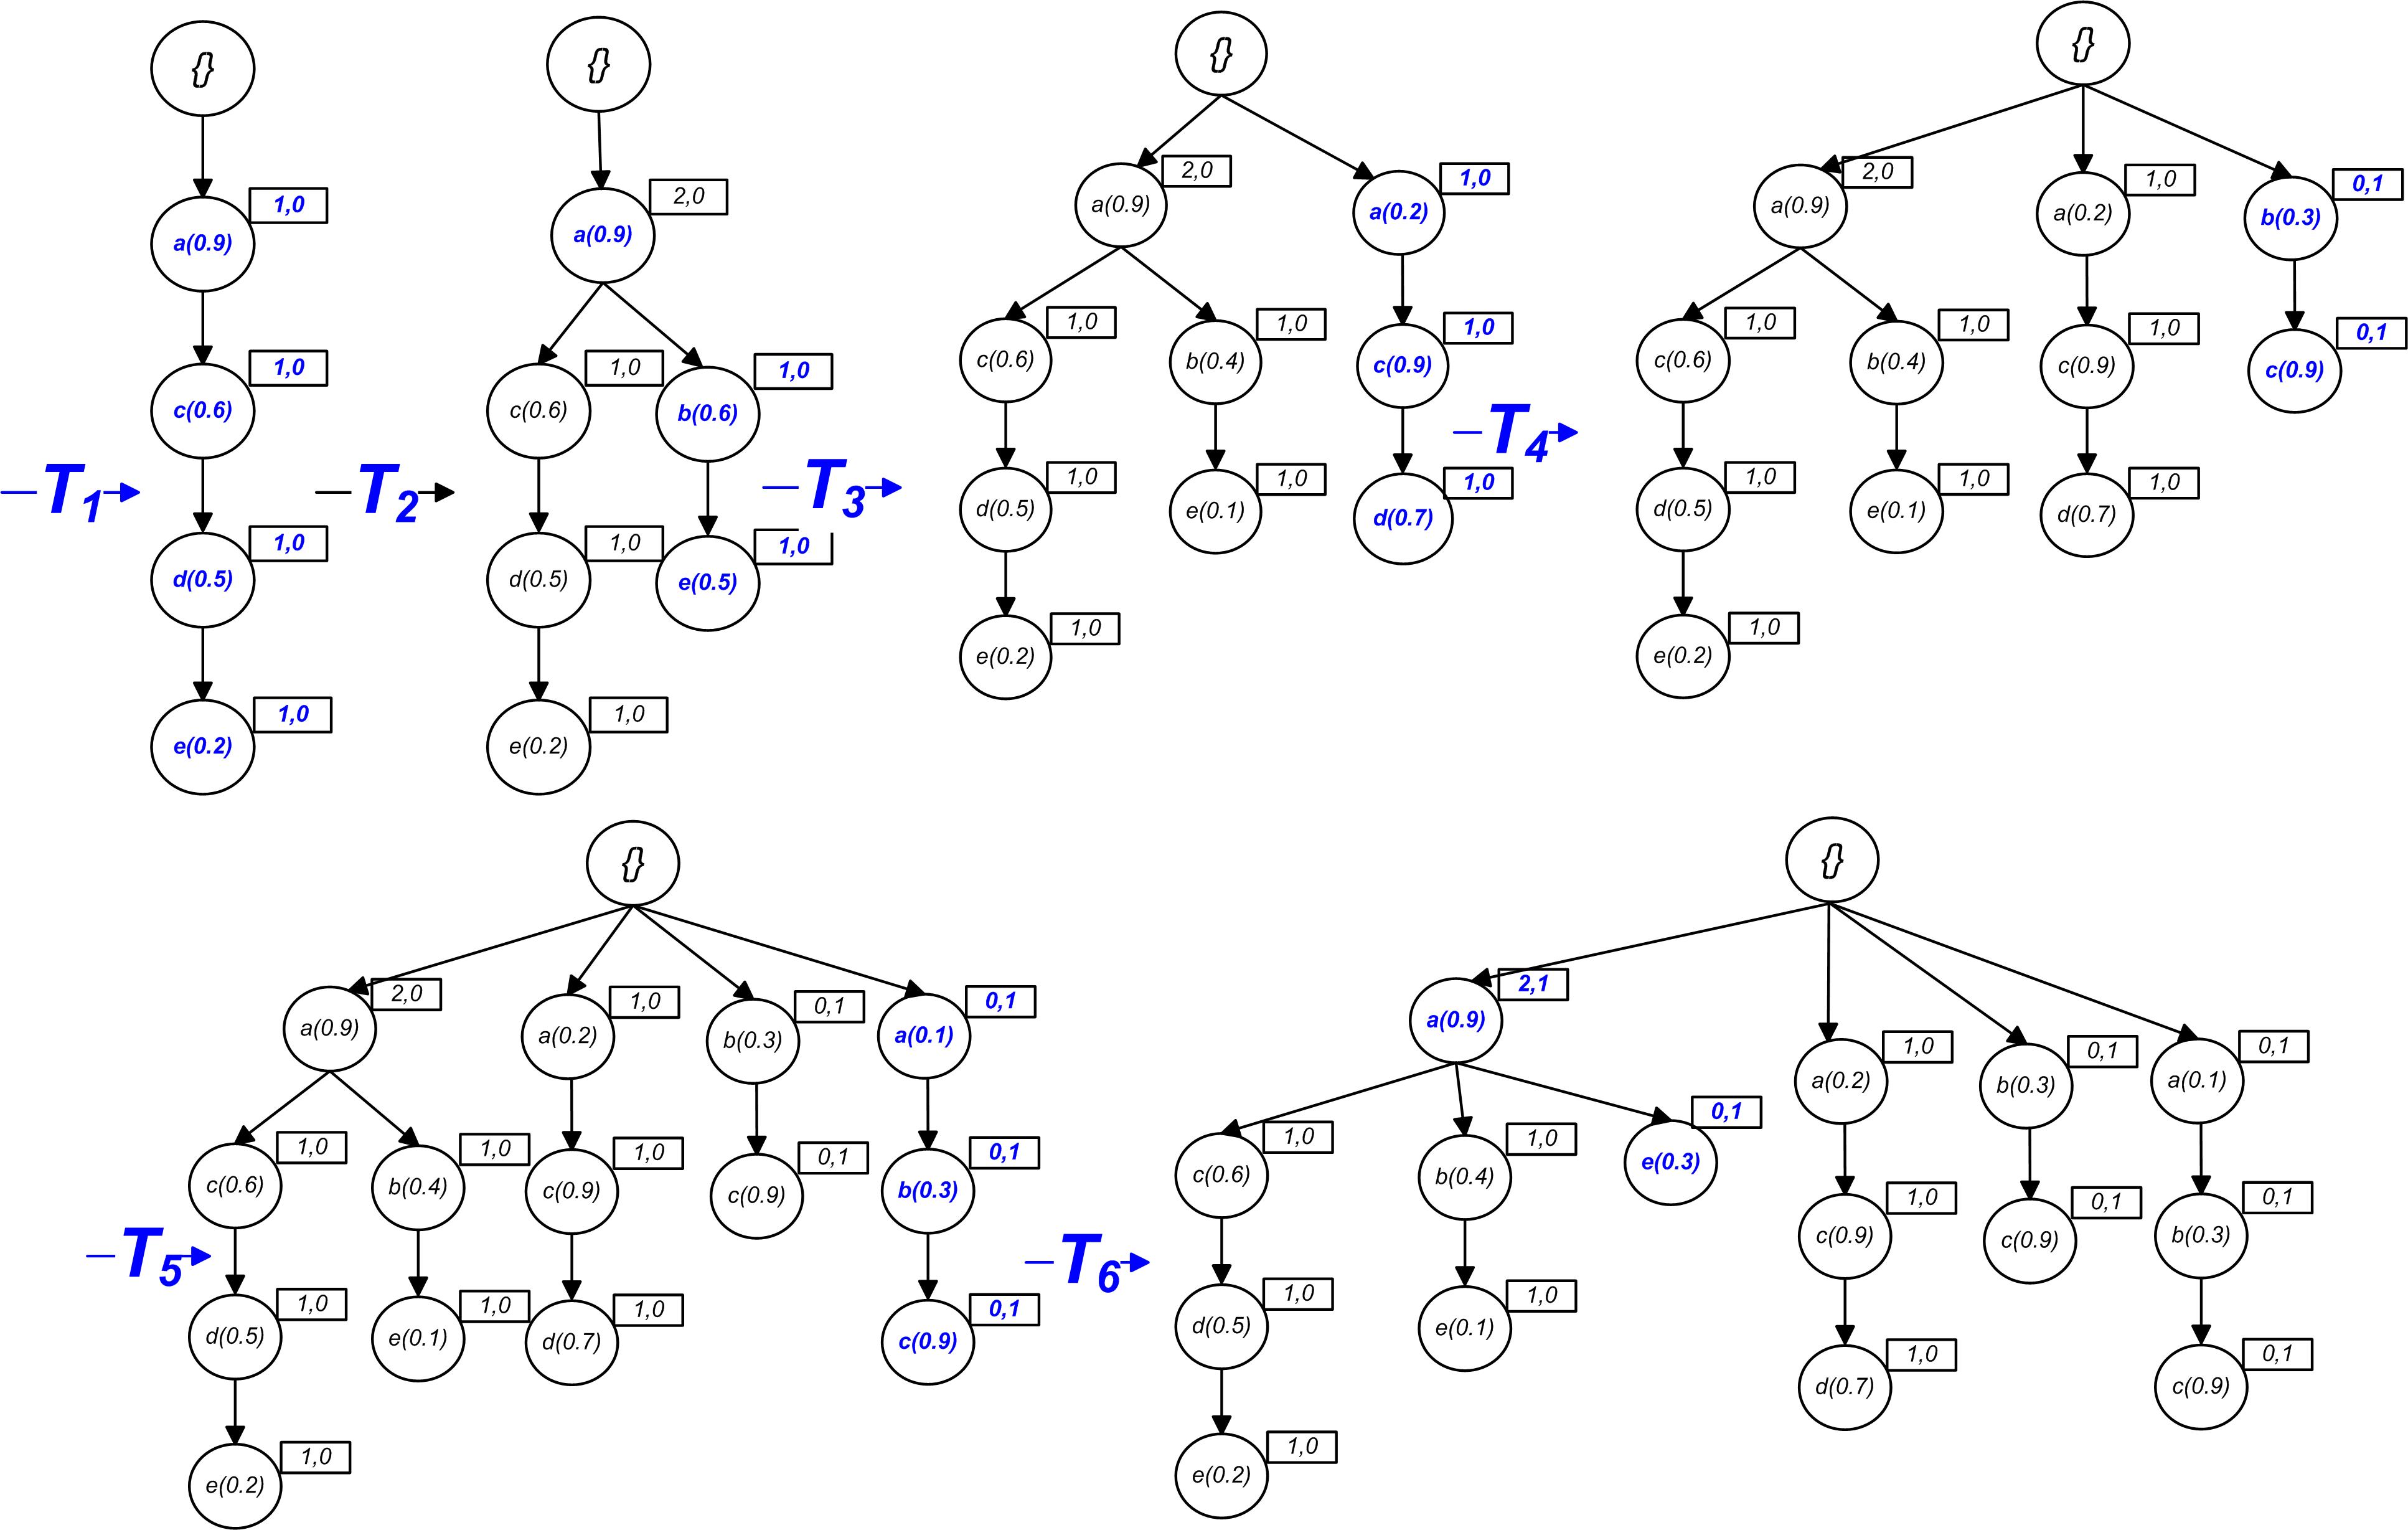 {}
1,0
a(0.9)
1,0
c(0.6)
T1
1,0
d(0.5)
1,0
e(0.2)
{}
2,0
a(0.9)
1,0
1,0
c(0.6)
b(0.6)
T2
1,0
1,0
d(0.5)
e(0.5)
1,0
e(0.2)
{}
2,0
1,0
a(0.9)
a(0.2)
1,0
1,0
1,0
c(0.6)
b(0.4)
c(0.9)
T3
1,0
1,0
1,0
d(0.5)
e(0.1)
d(0.7)
1,0
e(0.2)
{}
2,0
1,0
0,1
a(0.9)
a(0.2)
b(0.3)
1,0
1,0
1,0
0,1
c(0.6)
b(0.4)
c(0.9)
c(0.9)
T4
1,0
1,0
1,0
d(0.5)
e(0.1)
d(0.7)
1,0
e(0.2)
{}
2,0
1,0
0,1
0,1
a(0.9)
a(0.2)
b(0.3)
a(0.1)
1,0
1,0
1,0
0,1
0,1
c(0.6)
b(0.4)
c(0.9)
c(0.9)
b(0.3)
T5
1,0
1,0
1,0
0,1
d(0.5)
e(0.1)
d(0.7)
c(0.9)
1,0
e(0.2)
{}
2,1
a(0.9)
1,0
0,1
0,1
a(0.2)
b(0.3)
a(0.1)
1,0
1,0
0,1
c(0.6)
b(0.4)
e(0.3)
1,0
0,1
0,1
c(0.9)
c(0.9)
b(0.3)
T6
1,0
1,0
d(0.5)
e(0.1)
1,0
0,1
d(0.7)
c(0.9)
1,0
e(0.2)